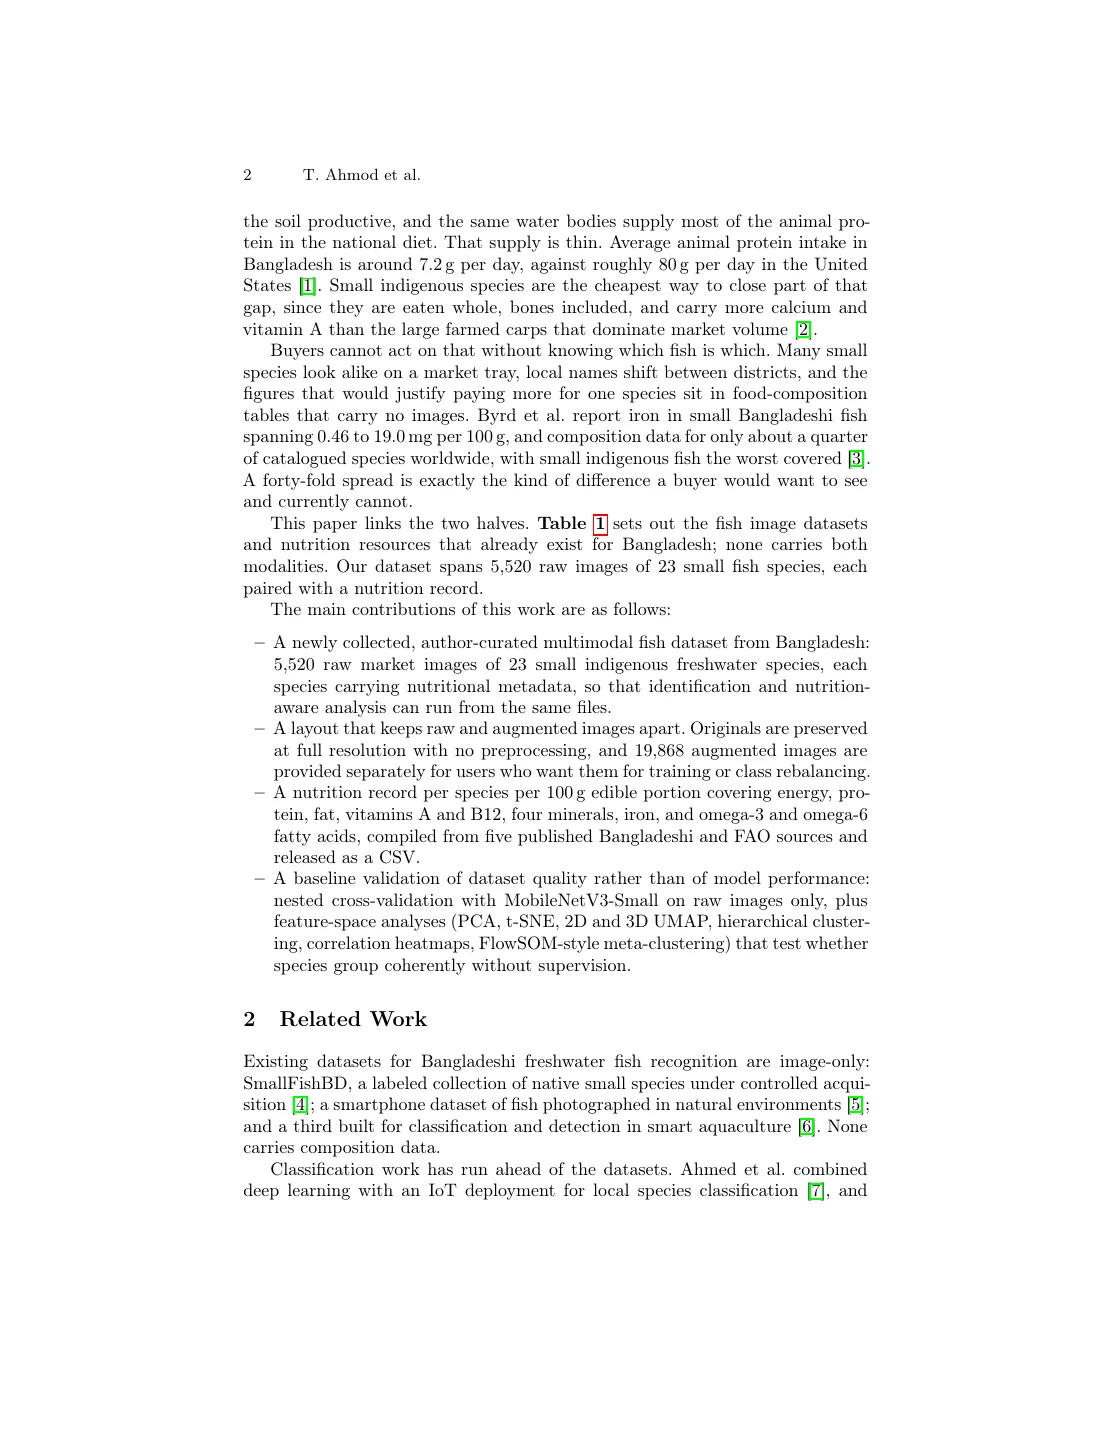 2 T. Ahmod et al.
the soil productive, and the same water bodies supply most of the animal pro-
tein in the national diet. That supply is thin. Average animal protein intake in
Bangladesh is around 7.2 g per day, against roughly 80 g per day in the United
States [1]. Small indigenous species are the cheapest way to close part of that
gap, since they are eaten whole, bones included, and carry more calcium and
vitamin A than the large farmed carps that dominate market volume [2].
Buyers cannot act on that without knowing which fish is which. Many small
species look alike on a market tray, local names shift between districts, and the
figures that would justify paying more for one species sit in food-composition
tables that carry no images. Byrd et al. report iron in small Bangladeshi fish
spanning 0.46 to 19.0 mg per 100 g, and composition data for only about a quarter
of catalogued species worldwide, with small indigenous fish the worst covered [3].
A forty-fold spread is exactly the kind of difference a buyer would want to see
and currently cannot.
This paper links the two halves. Table 1 sets out the fish image datasets
and nutrition resources that already exist for Bangladesh; none carries both
modalities. Our dataset spans 5,520 raw images of 23 small fish species, each
paired with a nutrition record.
The main contributions of this work are as follows:
– A newly collected, author-curated multimodal fish dataset from Bangladesh:
5,520 raw market images of 23 small indigenous freshwater species, each
species carrying nutritional metadata, so that identification and nutrition-
aware analysis can run from the same files.
– A layout that keeps raw and augmented images apart. Originals are preserved
at full resolution with no preprocessing, and 19,868 augmented images are
provided separately for users who want them for training or class rebalancing.
– A nutrition record per species per 100 g edible portion covering energy, pro-
tein, fat, vitamins A and B12, four minerals, iron, and omega-3 and omega-6
fatty acids, compiled from five published Bangladeshi and FAO sources and
released as a CSV.
– A baseline validation of dataset quality rather than of model performance:
nested cross-validation with MobileNetV3-Small on raw images only, plus
feature-space analyses (PCA, t-SNE, 2D and 3D UMAP, hierarchical cluster-
ing, correlation heatmaps, FlowSOM-style meta-clustering) that test whether
species group coherently without supervision.
2 Related Work
Existing datasets for Bangladeshi freshwater fish recognition are image-only:
SmallFishBD, a labeled collection of native small species under controlled acqui-
sition [4]; a smartphone dataset of fish photographed in natural environments [5];
and a third built for classification and detection in smart aquaculture [6]. None
carries composition data.
Classification work has run ahead of the datasets. Ahmed et al. combined
deep learning with an IoT deployment for local species classification [7], and